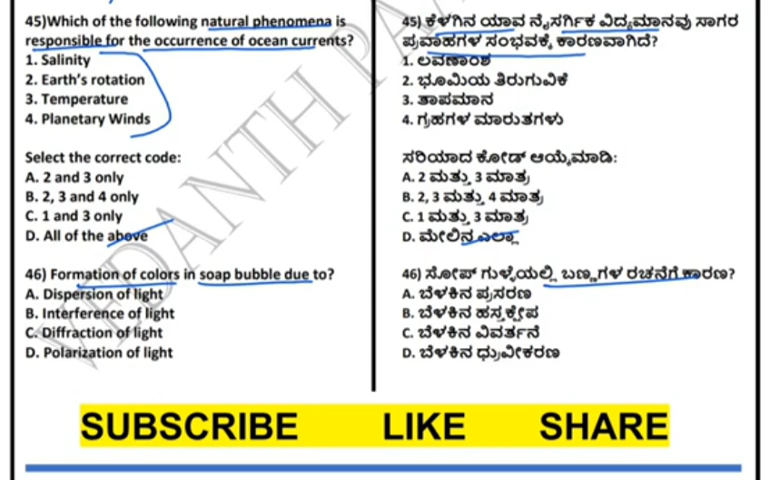 45)Which of the following natural phenomena is
responsible for the occurrence of ocean currents?
1. Salinity
2. Earth's rotation
3. Temperature
4. Planetary Winds
Select the correct code:
A. 2 and 3 only
B. 2, 3 and 4 only
C. 1 and 3 only
D. All of the above
46) Formation of colors in soap bubble due to?
A. Dispersion of light
B. Interference of light
C. Diffraction of light
D. Polarization of light
45) ಕೆಳಗಿನ ಯಾವ ನೈಸರ್ಗಿಕ ವಿದ್ಯಮಾನವು ಸಾಗರ
ಪ್ರವಾಹಗಳ ಸಂಭವಕ್ಕೆ ಕಾರಣವಾಗಿದೆ?
1. ಲವಣಾಂಶ
2. ಭೂಮಿಯ ತಿರುಗುವಿಕೆ
3. ತಾಪಮಾನ
4. ಗ್ರಹಗಳ ಮಾರುತಗಳು
ಸರಿಯಾದ ಕೋಡ್ ಆಯ್ಕೆಮಾಡಿ:
A. 2 ಮತ್ತು 3 ಮಾತ್ರ
B. 2, 3 ಮತ್ತು 4 ಮಾತ್ರ
C. 1 ಮತ್ತು 3 ಮಾತ್ರ
D. ಮೇಲಿನ ಎಲ್ಲಾ
46) ಸೋಪ್ ಗುಳ್ಳೆಯಲ್ಲಿ ಬಣ್ಣಗಳ ರಚನೆಗೆ ಕಾರಣ?
A. ಬೆಳಕಿನ ಪ್ರಸರಣ
B. ಬೆಳಕಿನ ಹಸ್ತಕ್ಷೇಪ
C. ಬೆಳಕಿನ ವಿವರ್ತನೆ
D. ಬೆಳಕಿನ ಧ್ರುವೀಕರಣ
SUBSCRIBE LIKE SHARE